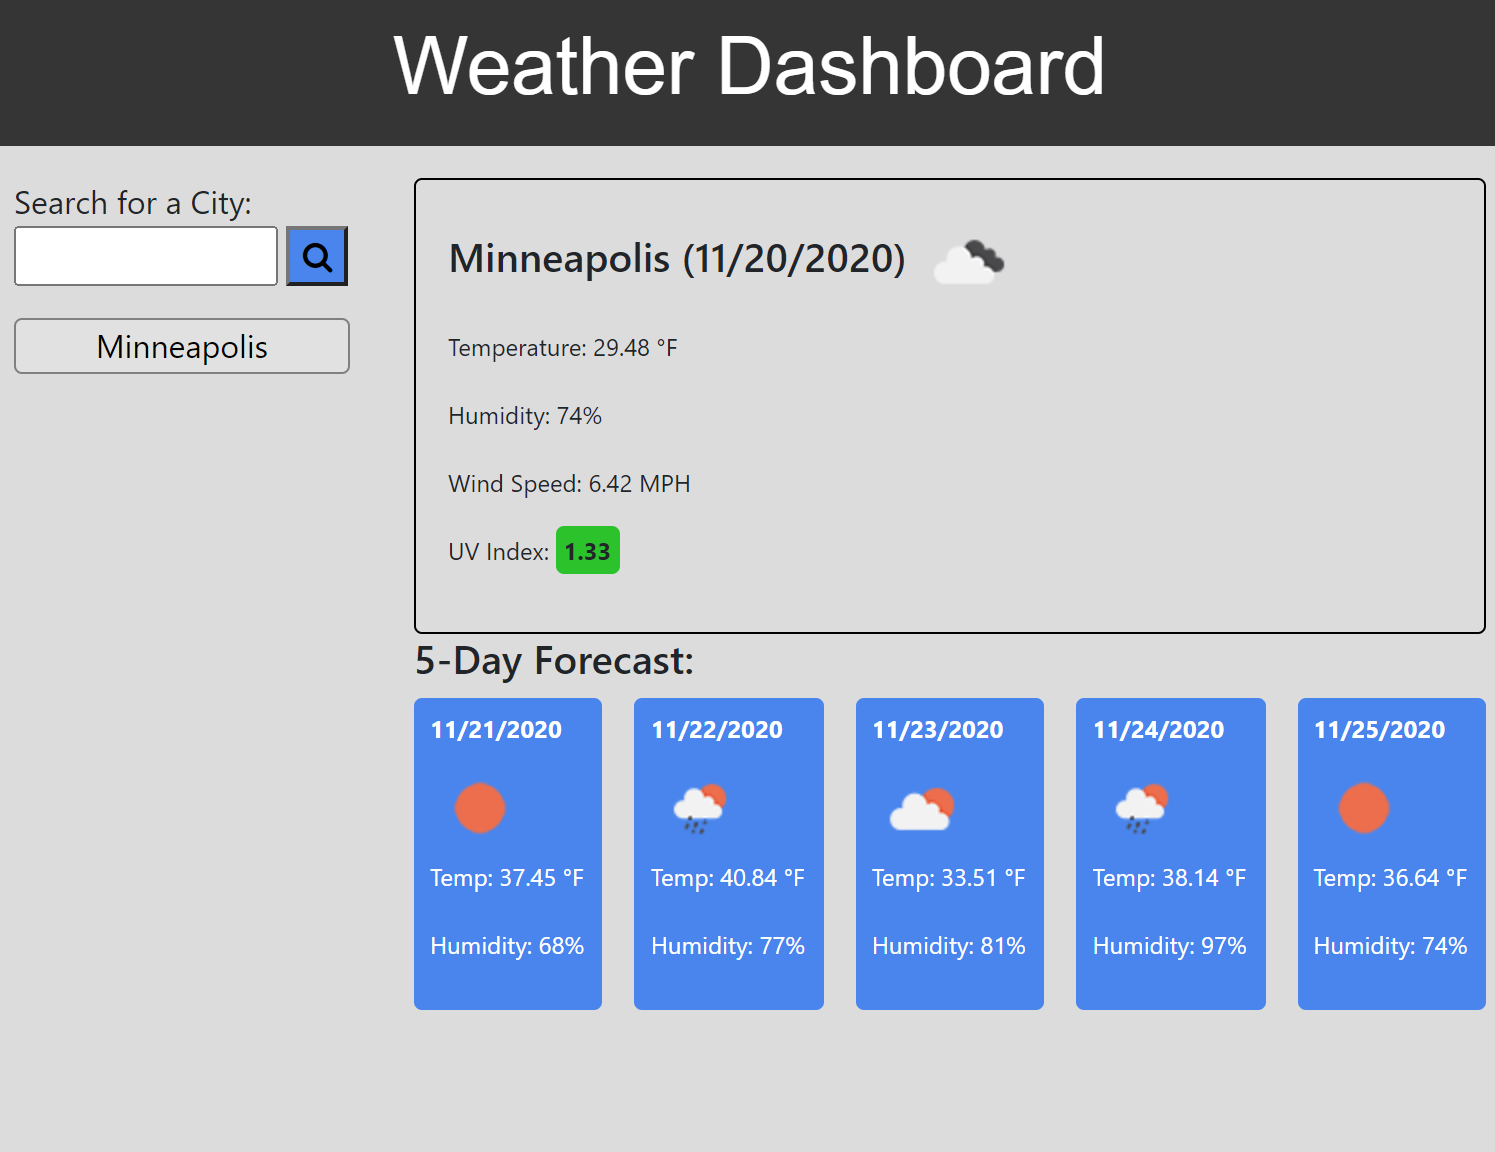 Weather Dashboard
Search for a City:
Minneapolis
Minneapolis (11/20/2020)
Temperature: 29.48 °F
Humidity: 74%
Wind Speed: 6.42 MPH
UV Index: 1.33
5-Day Forecast:
11/21/2020
Temp: 37.45 °F
Humidity: 68%
11/22/2020
Temp: 40.84 °F
Humidity: 77%
11/23/2020
Temp: 33.51 °F
Humidity: 81%
11/24/2020
Temp: 38.14 °F
Humidity: 97%
11/25/2020
Temp: 36.64 °F
Humidity: 74%